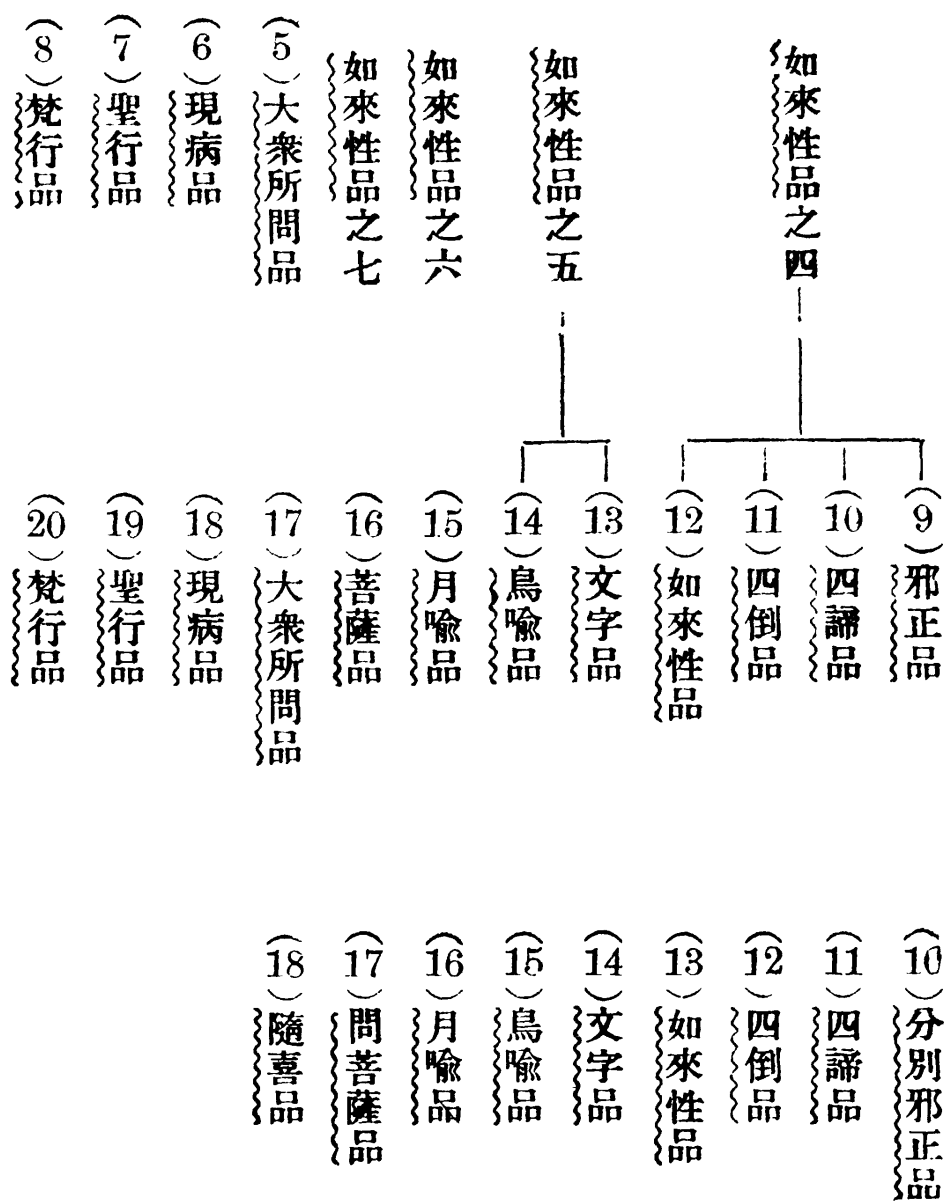 如來性品之四
如來性品之五
如來性品之六
如來性品之七
(5)大衆所問品
(6)現病品
(7)聖行品
(8)梵行品
(9)邪正品
(10)四諦品
(11)四倒品
(12)如來性品
(13)文字品
(14)鳥喩品
(15)月喩品
(16)菩薩品
(17)大衆所問品
(18)現病品
(19)聖行品
(20)梵行品
(10)分別邪正品
(11)四諦品
(12)四倒品
(13)如來性品
(14)文字品
(15)鳥喩品
(16)月喩品
(17)問菩薩品
(18)隨喜品